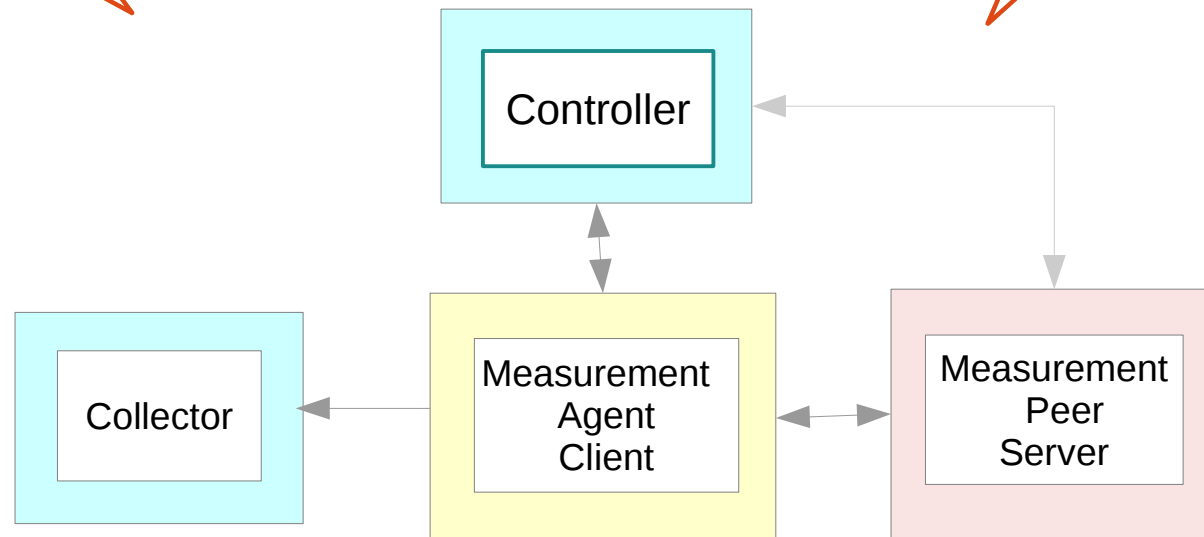 Controller
Collector
Measurement
Agent
Client
Measurement
Peer
Server